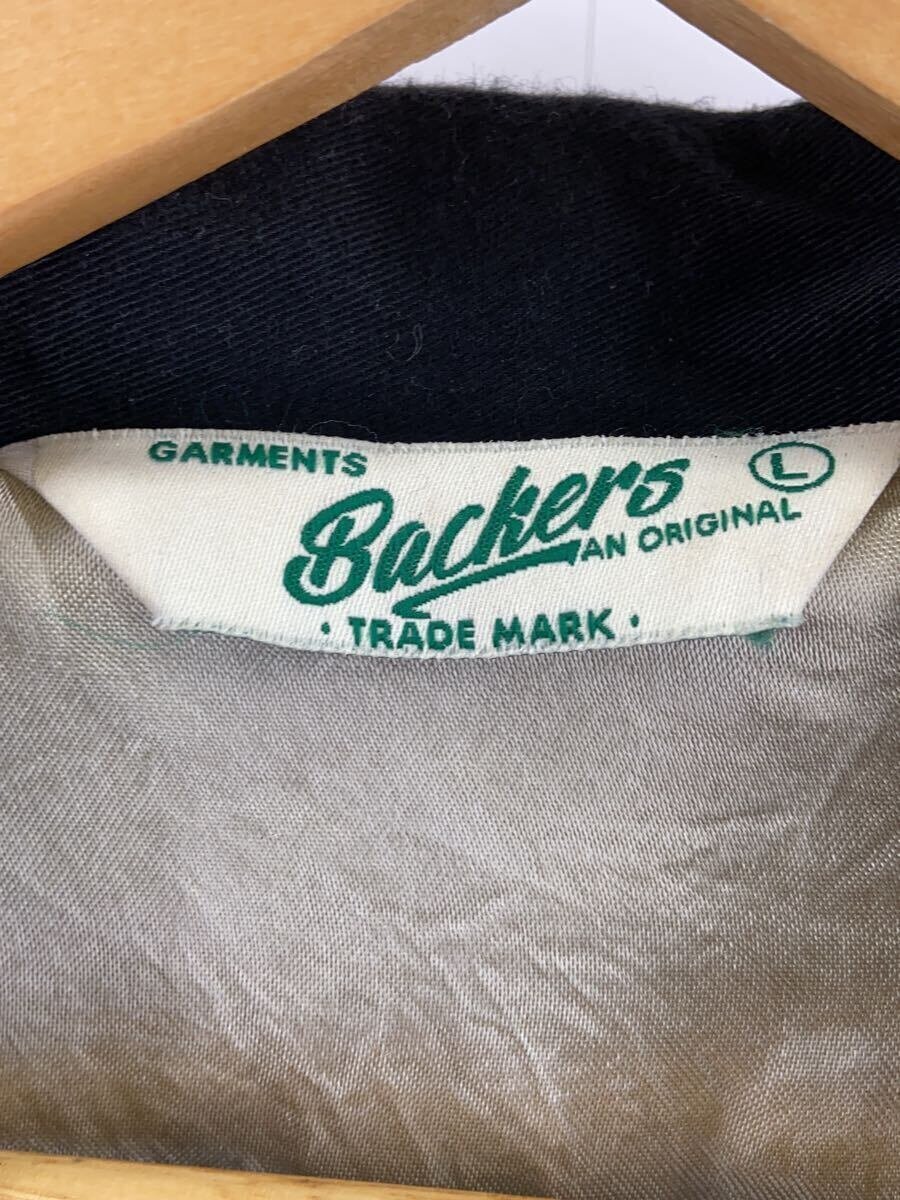 GARMENTS
Backers
L
AN ORIGINAL
· TRADE MARK ·